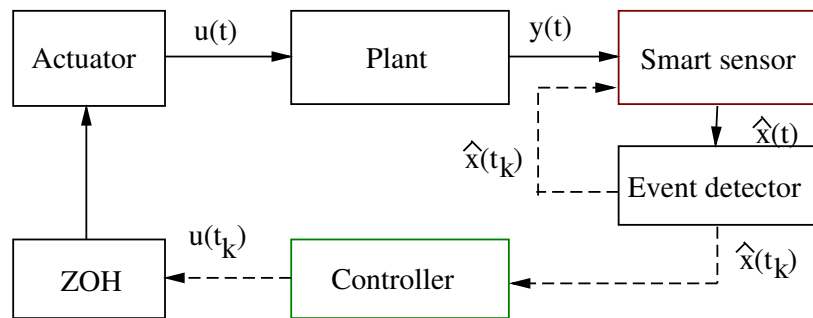 u(t)
y(t)
Actuator
Plant
Smart sensor
x̂(t)
x̂(t_k)
Event detector
u(t_k)
x̂(t_k)
ZOH
Controller